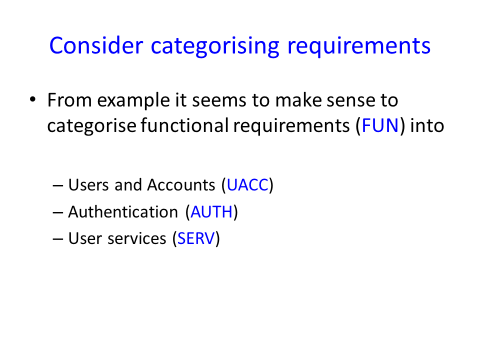 Consider categorising requirements
• From example it seems to make sense to
categorise functional requirements (FUN) into
– Users and Accounts (UACC)
– Authentication (AUTH)
– User services (SERV)